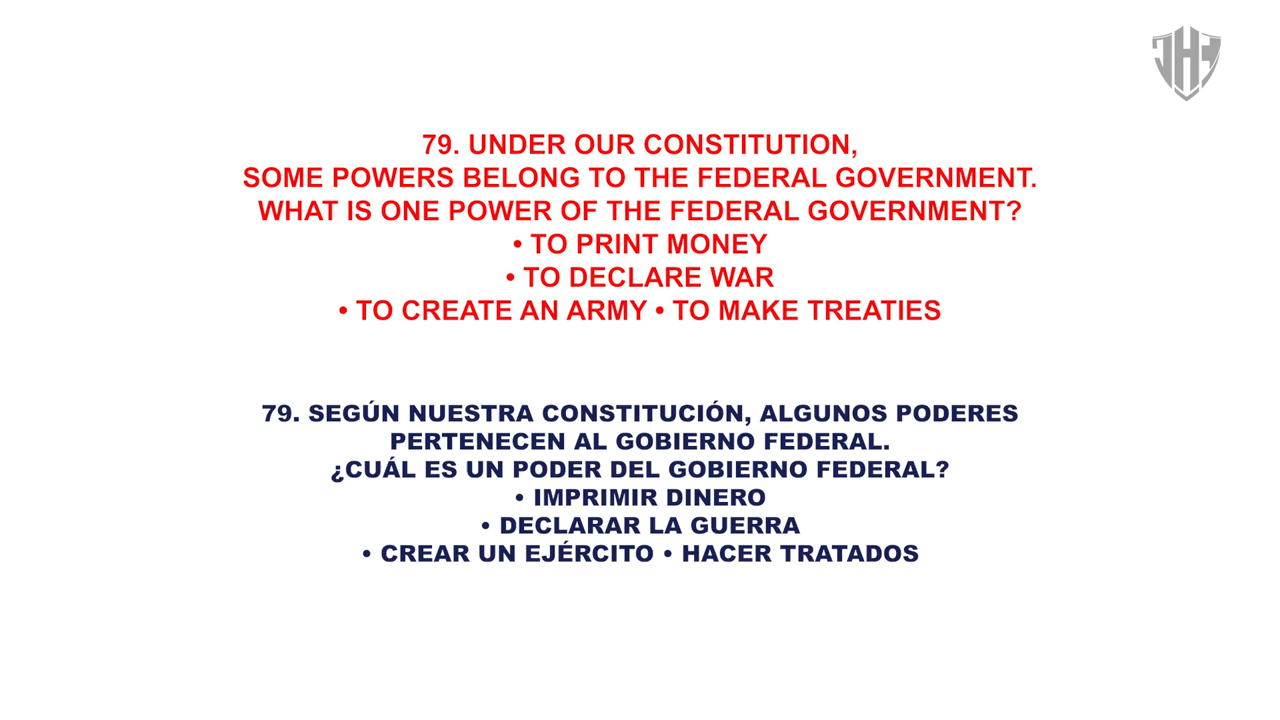 JHF
79. UNDER OUR CONSTITUTION,
SOME POWERS BELONG TO THE FEDERAL GOVERNMENT.
WHAT IS ONE POWER OF THE FEDERAL GOVERNMENT?
• TO PRINT MONEY
• TO DECLARE WAR
• TO CREATE AN ARMY • TO MAKE TREATIES
79. SEGÚN NUESTRA CONSTITUCIÓN, ALGUNOS PODERES
PERTENECEN AL GOBIERNO FEDERAL.
¿CUÁL ES UN PODER DEL GOBIERNO FEDERAL?
• IMPRIMIR DINERO
• DECLARAR LA GUERRA
• CREAR UN EJÉRCITO • HACER TRATADOS